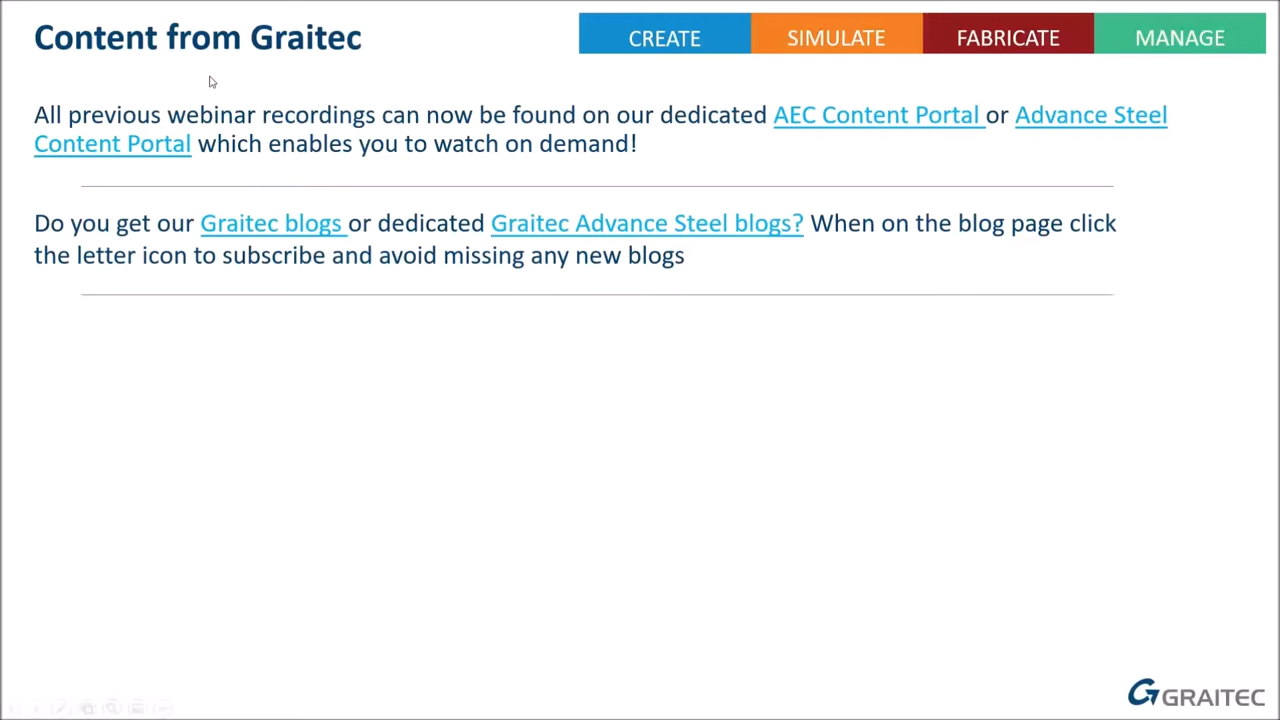 Content from Graitec
CREATE
SIMULATE
FABRICATE
MANAGE
All previous webinar recordings can now be found on our dedicated AEC Content Portal or Advance Steel
Content Portal which enables you to watch on demand!
Do you get our Graitec blogs or dedicated Graitec Advance Steel blogs? When on the blog page click
the letter icon to subscribe and avoid missing any new blogs
GRAITEC